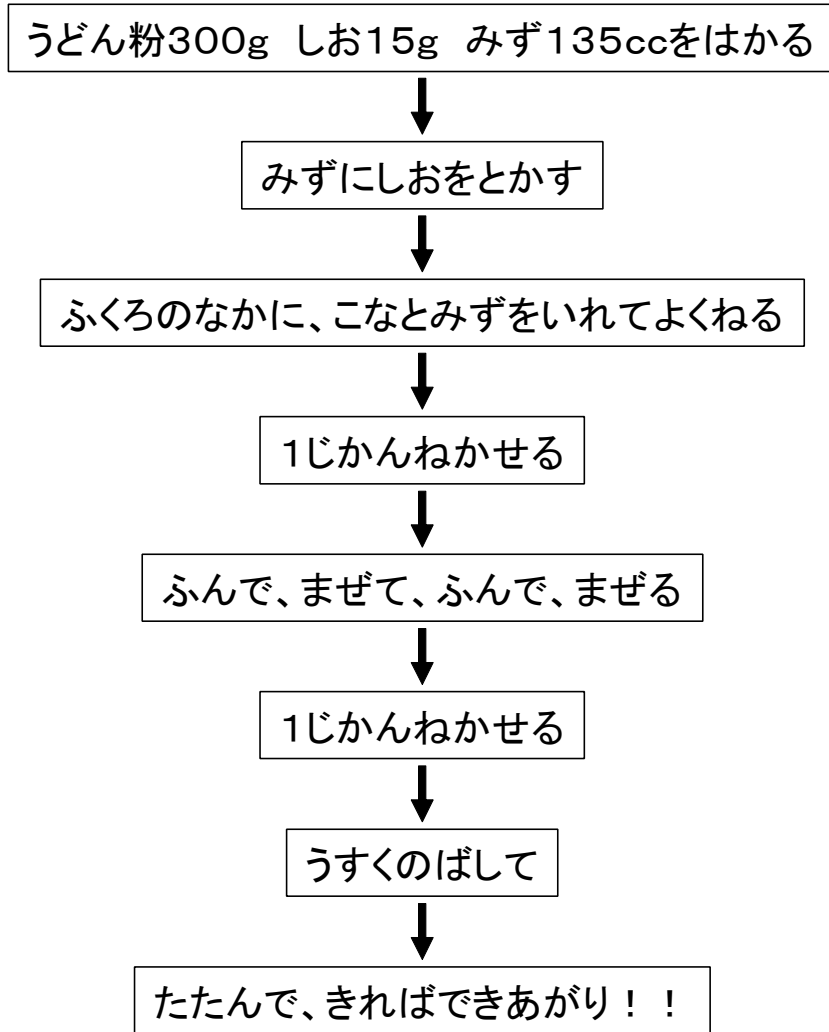 うどん粉300g　しお15g　みず135ccをはかる
みずにしおをとかす
ふくろのなかに、こなとみずをいれてよくねる
1じかんねかせる
ふんで、まぜて、ふんで、まぜる
1じかんねかせる
うすくのばして
たたんで、きればできあがり！！